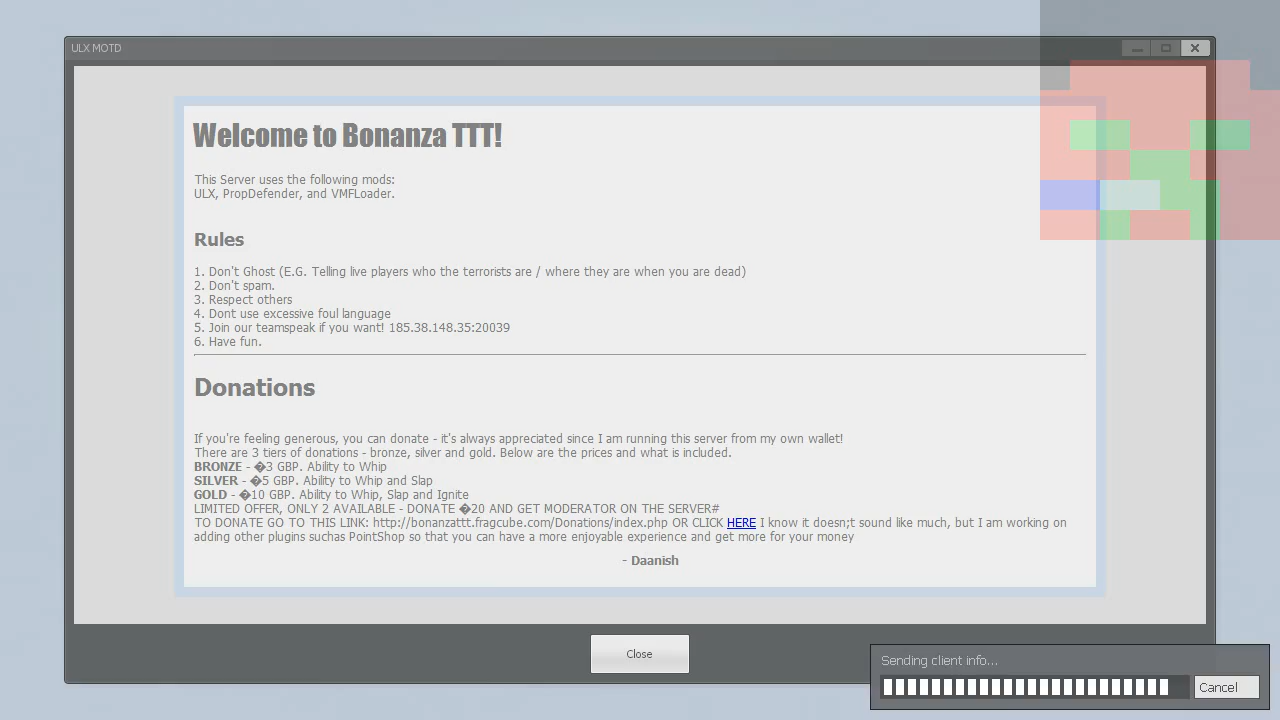 ULX MOTD
Welcome to Bonanza TTT!
This Server uses the following mods:
ULX, PropDefender, and VMFLoader.
Rules
1. Don't Ghost (E.G. Telling live players who the terrorists are / where they are when you are dead)
2. Don't spam.
3. Respect others
4. Dont use excessive foul language
5. Join our teamspeak if you want! 185.38.148.35:20039
6. Have fun.
Donations
If you're feeling generous, you can donate - it's always appreciated since I am running this server from my own wallet!
There are 3 tiers of donations - bronze, silver and gold. Below are the prices and what is included.
BRONZE - �3 GBP. Ability to Whip
SILVER - �5 GBP. Ability to Whip and Slap
GOLD - �10 GBP. Ability to Whip, Slap and Ignite
LIMITED OFFER, ONLY 2 AVAILABLE - DONATE �20 AND GET MODERATOR ON THE SERVER#
TO DONATE GO TO THIS LINK: http://bonanzattt.fragcube.com/Donations/index.php OR CLICK HERE I know it doesn;t sound like much, but I am working on
adding other plugins suchas PointShop so that you can have a more enjoyable experience and get more for your money
- Daanish
Close
Sending client info...
Cancel